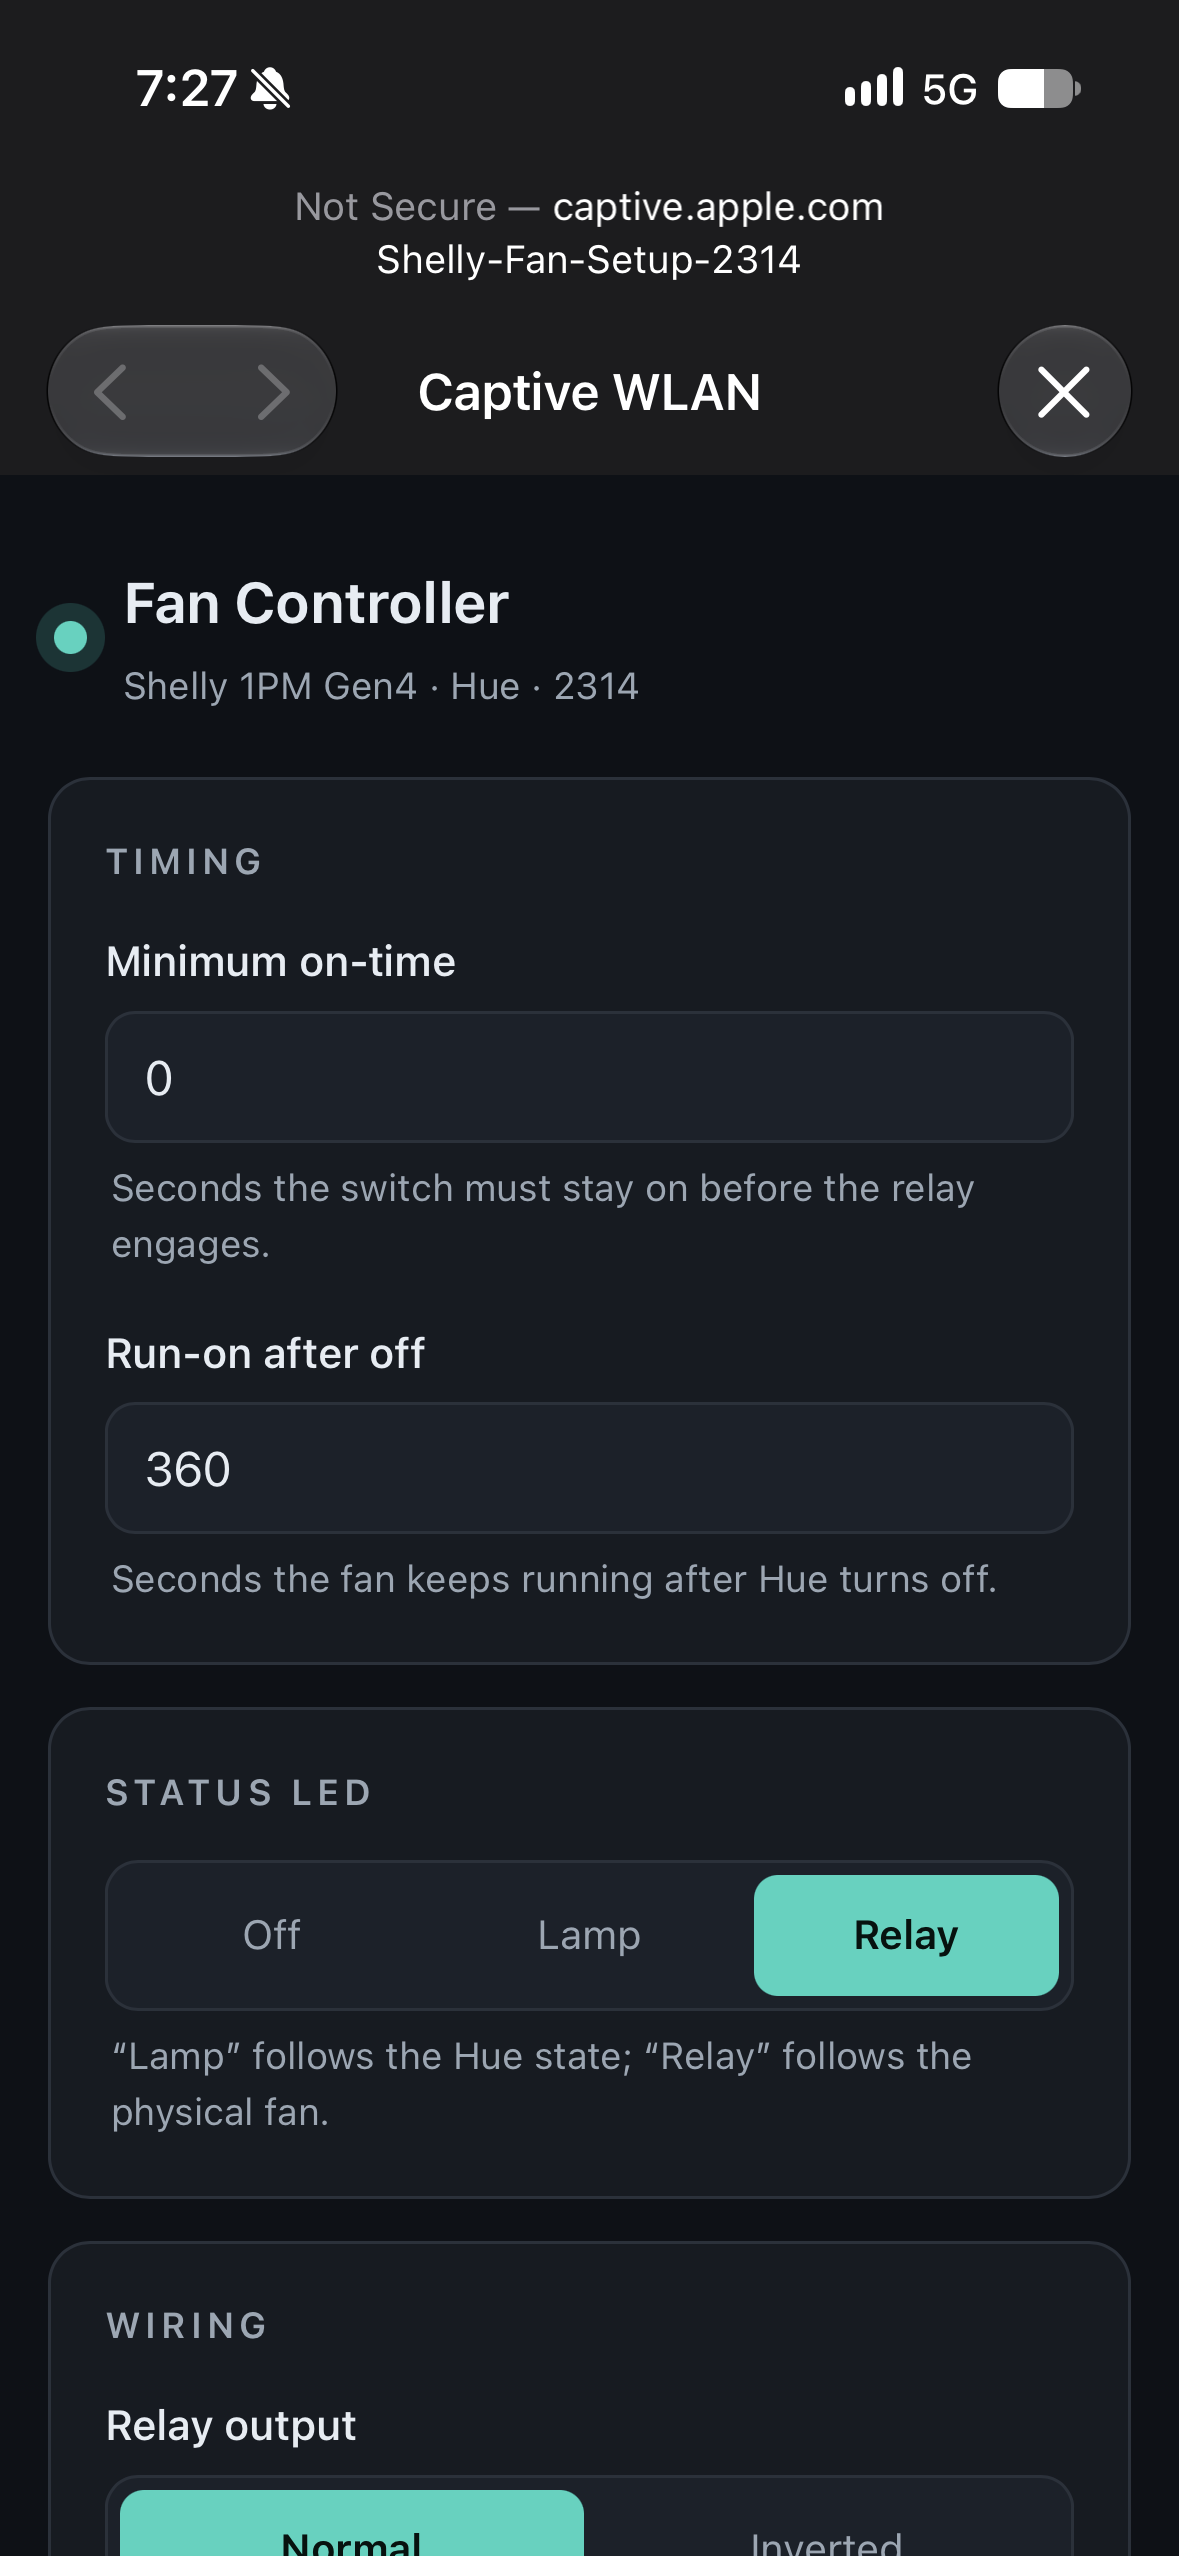 7:27
5G
Not Secure — captive.apple.com
Shelly-Fan-Setup-2314
Captive WLAN
Fan Controller
Shelly 1PM Gen4 · Hue · 2314
TIMING
Minimum on-time
0
Seconds the switch must stay on before the relay
engages.
Run-on after off
360
Seconds the fan keeps running after Hue turns off.
STATUS LED
Off Lamp Relay
“Lamp” follows the Hue state; “Relay” follows the
physical fan.
WIRING
Relay output
Normal Inverted